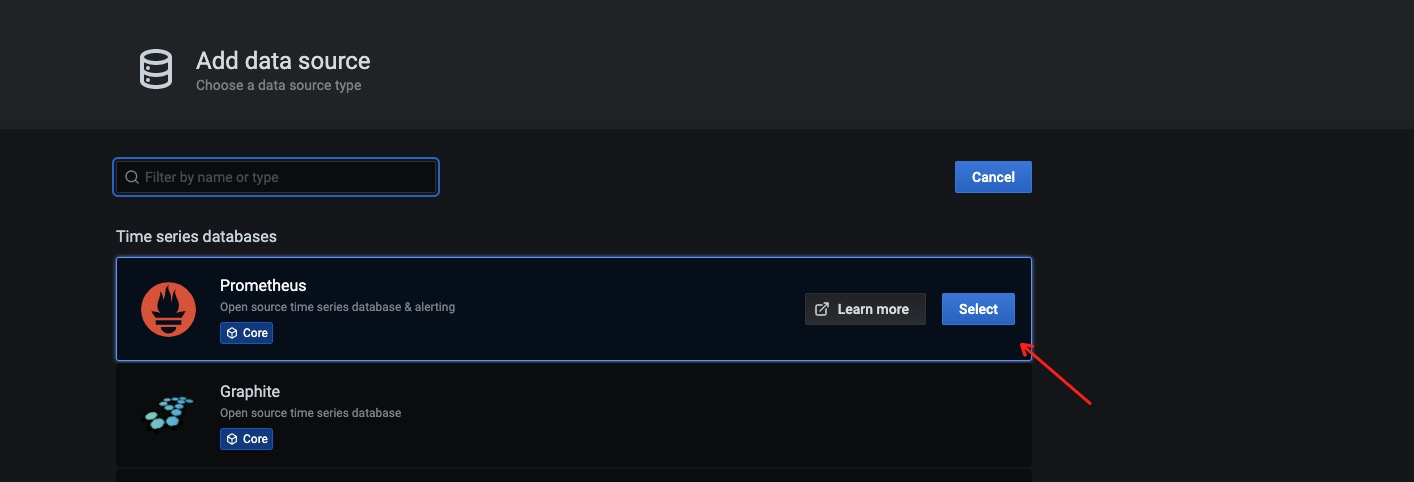 Add data source
Choose a data source type
Filter by name or type
Cancel
Time series databases
Prometheus
Open source time series database & alerting
Core
Learn more
Select
Graphite
Open source time series database
Core